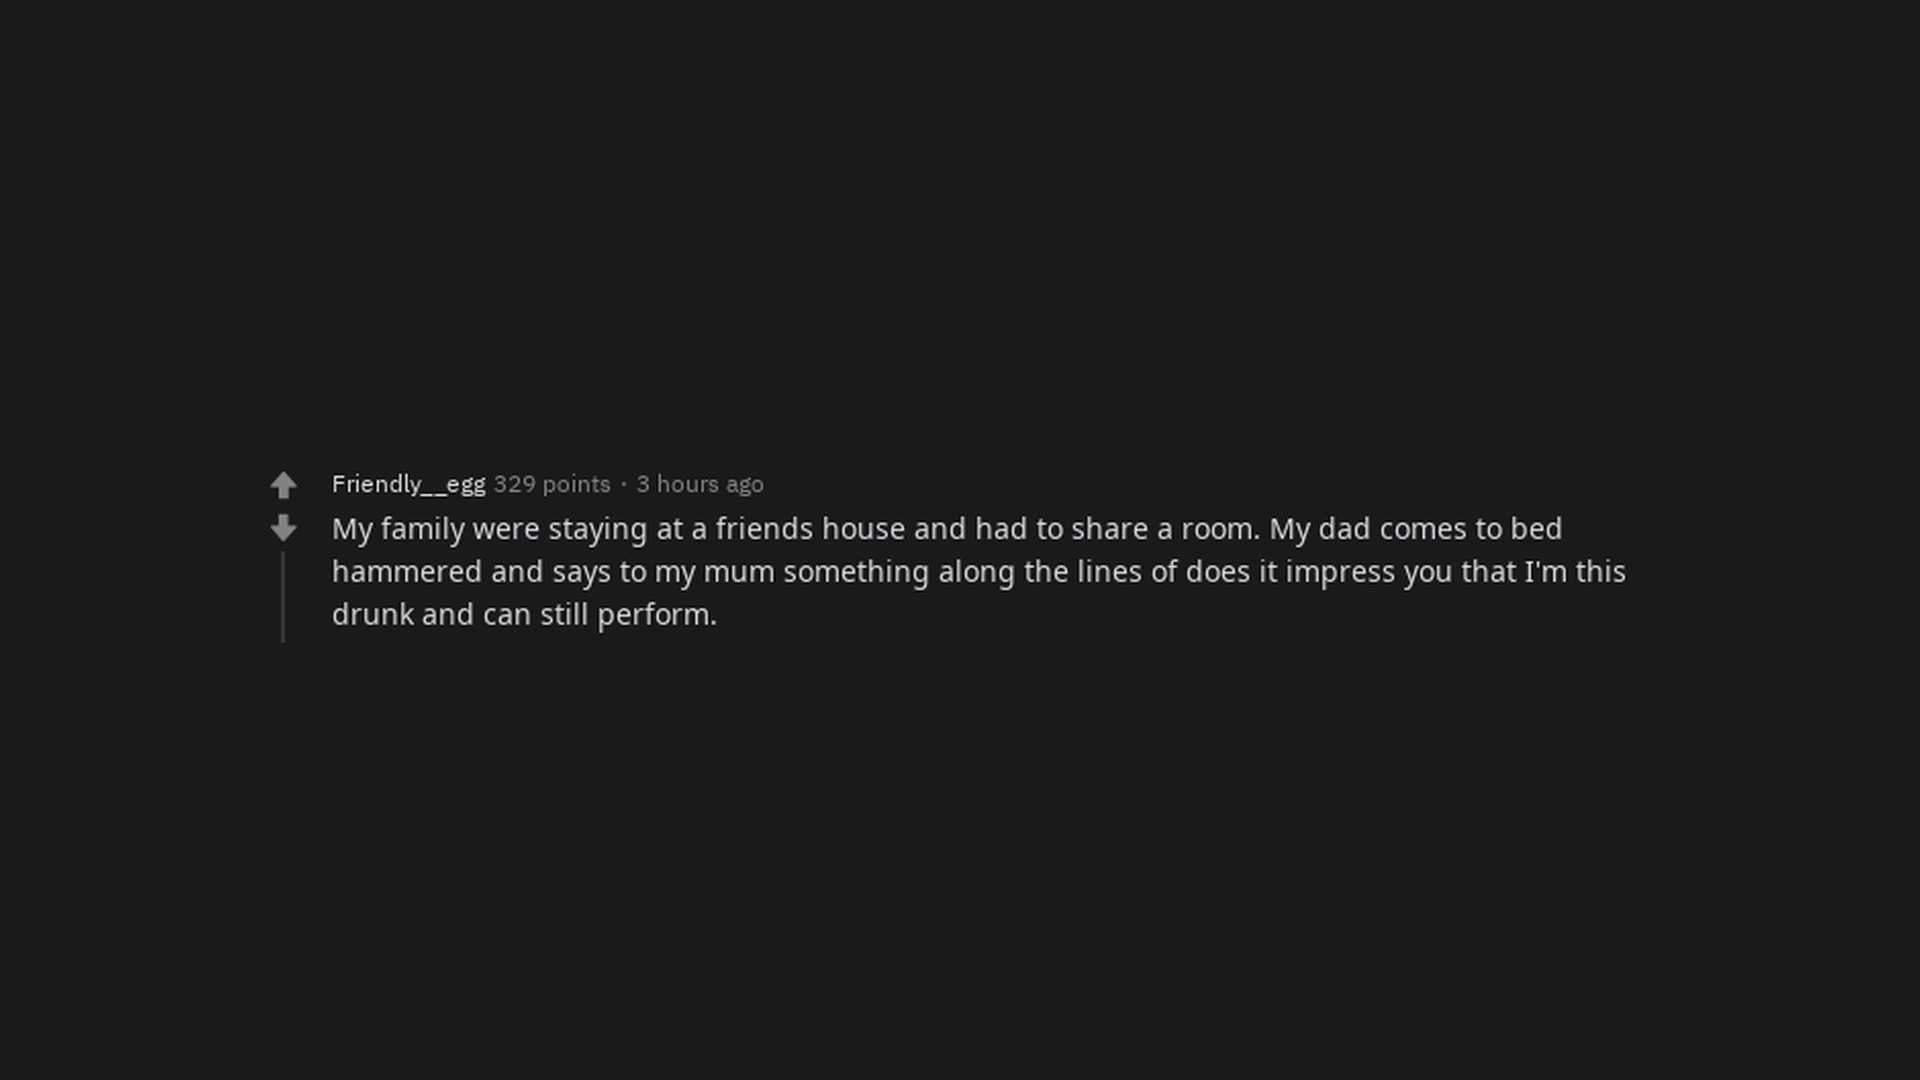 Friendly__egg 329 points · 3 hours ago
My family were staying at a friends house and had to share a room. My dad comes to bed
hammered and says to my mum something along the lines of does it impress you that I'm this
drunk and can still perform.